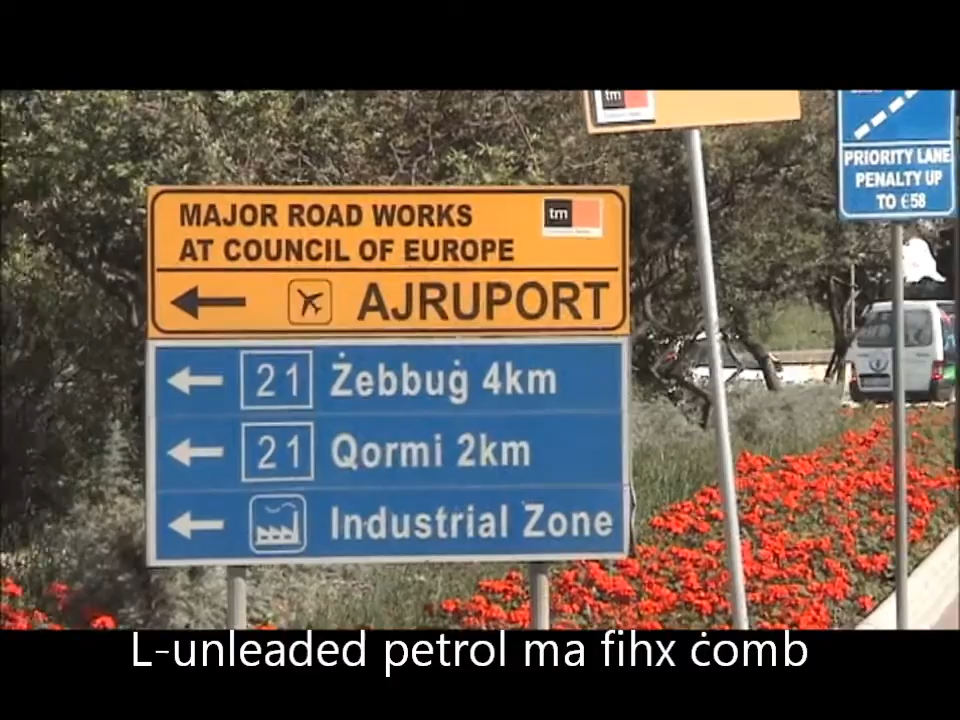 MAJOR ROAD WORKS
AT COUNCIL OF EUROPE
tm
AJRUPORT
21 Żebbuġ 4km
21 Qormi 2km
Industrial Zone
tm
PRIORITY LANE
PENALTY UP
TO €58
L-unleaded petrol ma fihx ċomb